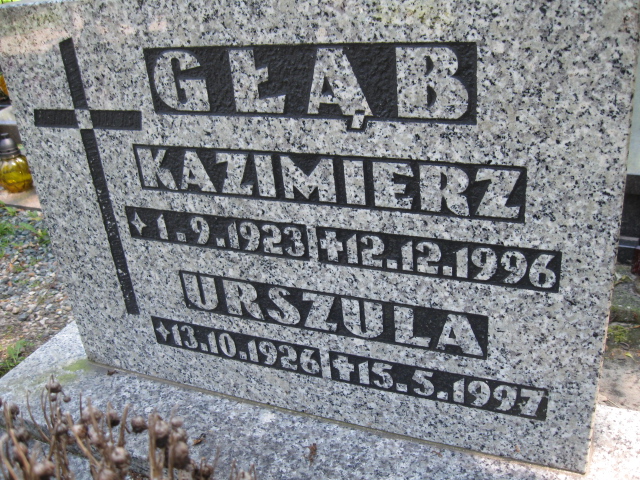 GŁĄB
KAZIMIERZ
✦1.9.1923 ✝12.12.1996
URSZULA
✦13.10.1926 ✝15.5.1997